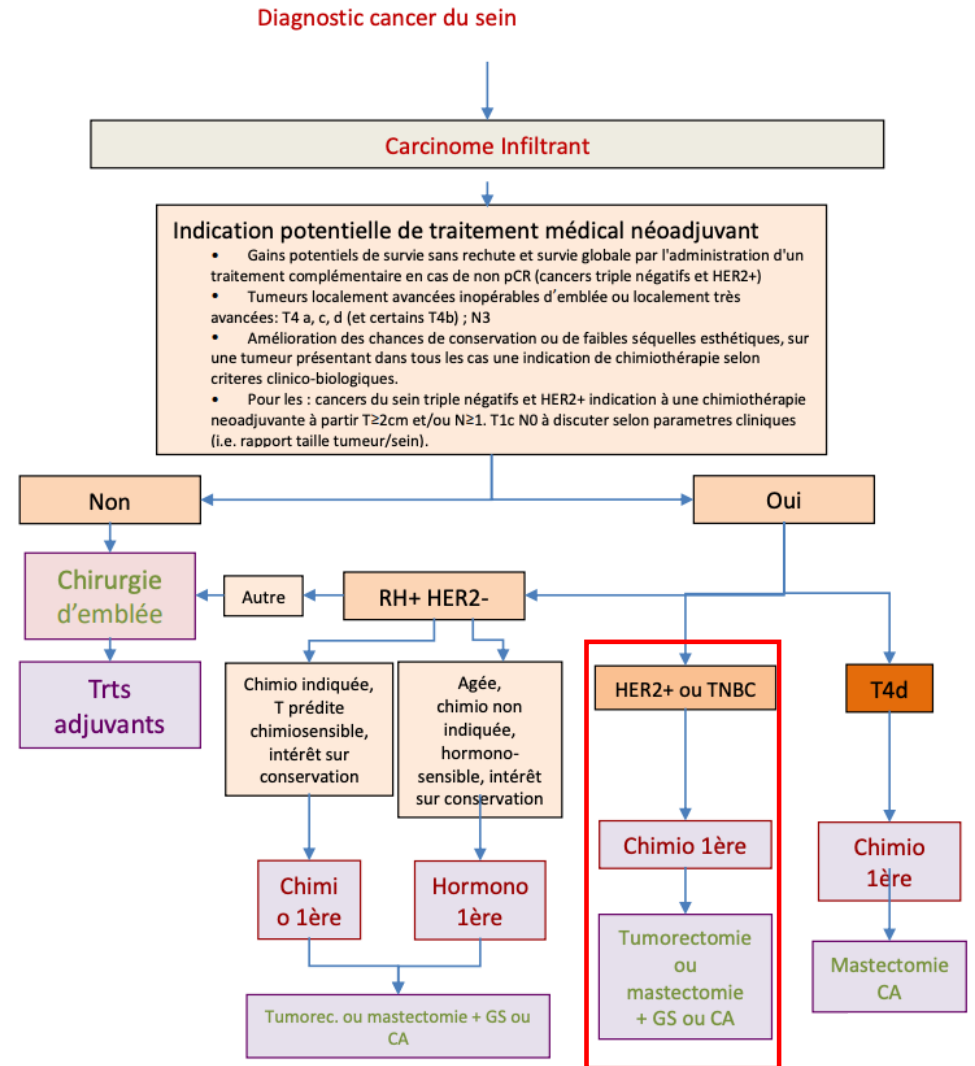 Diagnostic cancer du sein
Carcinome Infiltrant
Indication potentielle de traitement médical néoadjuvant
• Gains potentiels de survie sans rechute et survie globale par l'administration d'un
traitement complémentaire en cas de non pCR (cancers triple négatifs et HER2+)
• Tumeurs localement avancées inopérables d'emblée ou localement très
avancées: T4 a, c, d (et certains T4b) ; N3
• Amélioration des chances de conservation ou de faibles séquelles esthétiques, sur
une tumeur présentant dans tous les cas une indication de chimiothérapie selon
criteres clinico-biologiques.
• Pour les : cancers du sein triple négatifs et HER2+ indication à une chimiothérapie
neoadjuvante à partir T≥2cm et/ou N≥1. T1c N0 à discuter selon parametres cliniques
(i.e. rapport taille tumeur/sein).
Non
Oui
Chirurgie
d'emblée
Autre
RH+ HER2-
Trts
adjuvants
Chimio indiquée,
T prédite
chimiosensible,
intérêt sur
conservation
Agée,
chimio non
indiquée,
hormono-
sensible, intérêt
sur conservation
HER2+ ou TNBC
T4d
Chimi
o 1ère
Hormono
1ère
Chimio 1ère
Chimio
1ère
Tumorec. ou mastectomie + GS ou
CA
Tumorectomie
ou
mastectomie
+ GS ou CA
Mastectomie
CA